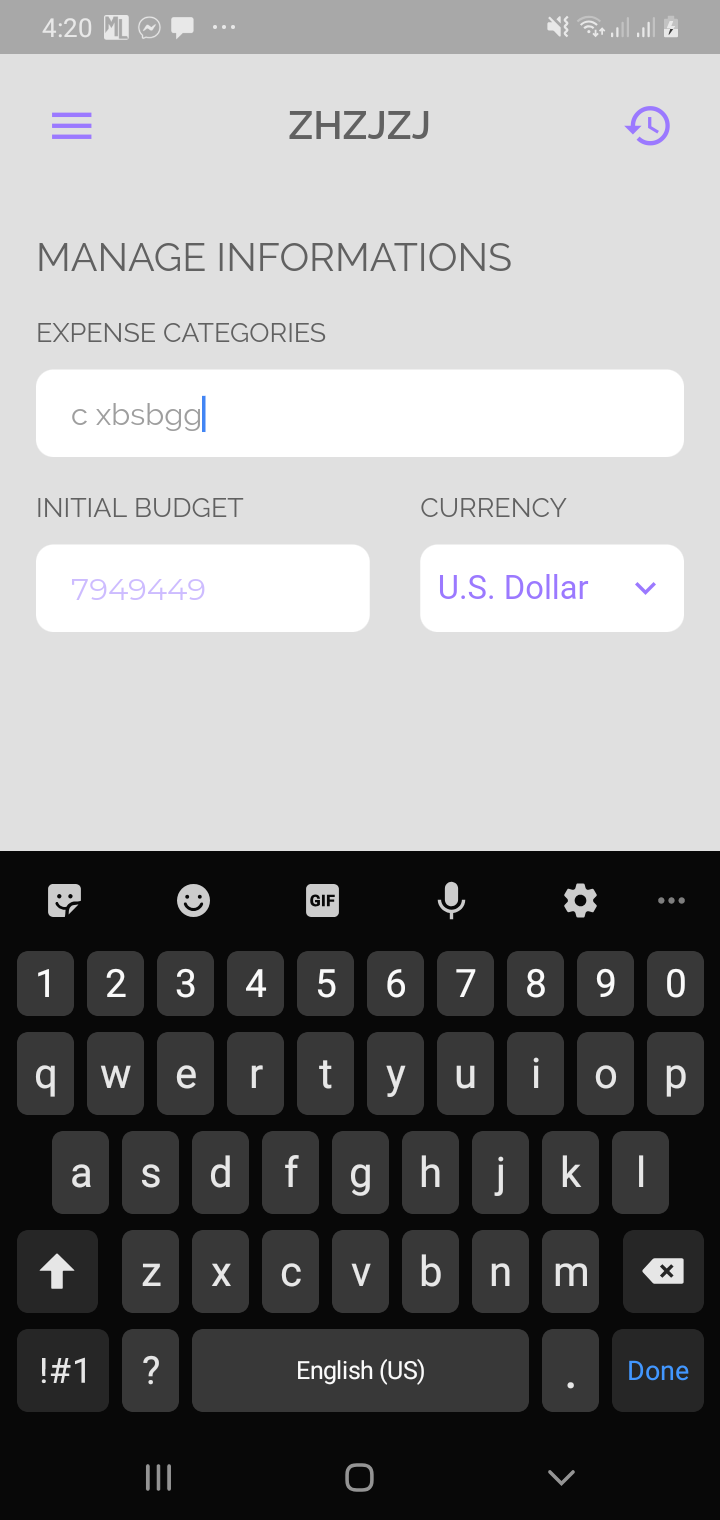 4:20
ZHZJZJ
MANAGE INFORMATIONS
EXPENSE CATEGORIES
c xbsbgg
INITIAL BUDGET CURRENCY
7949449 U.S. Dollar
GIF
1 2 3 4 5 6 7 8 9 0
q w e r t y u i o p
a s d f g h j k l
z x c v b n m
!#1 ? English (US) . Done